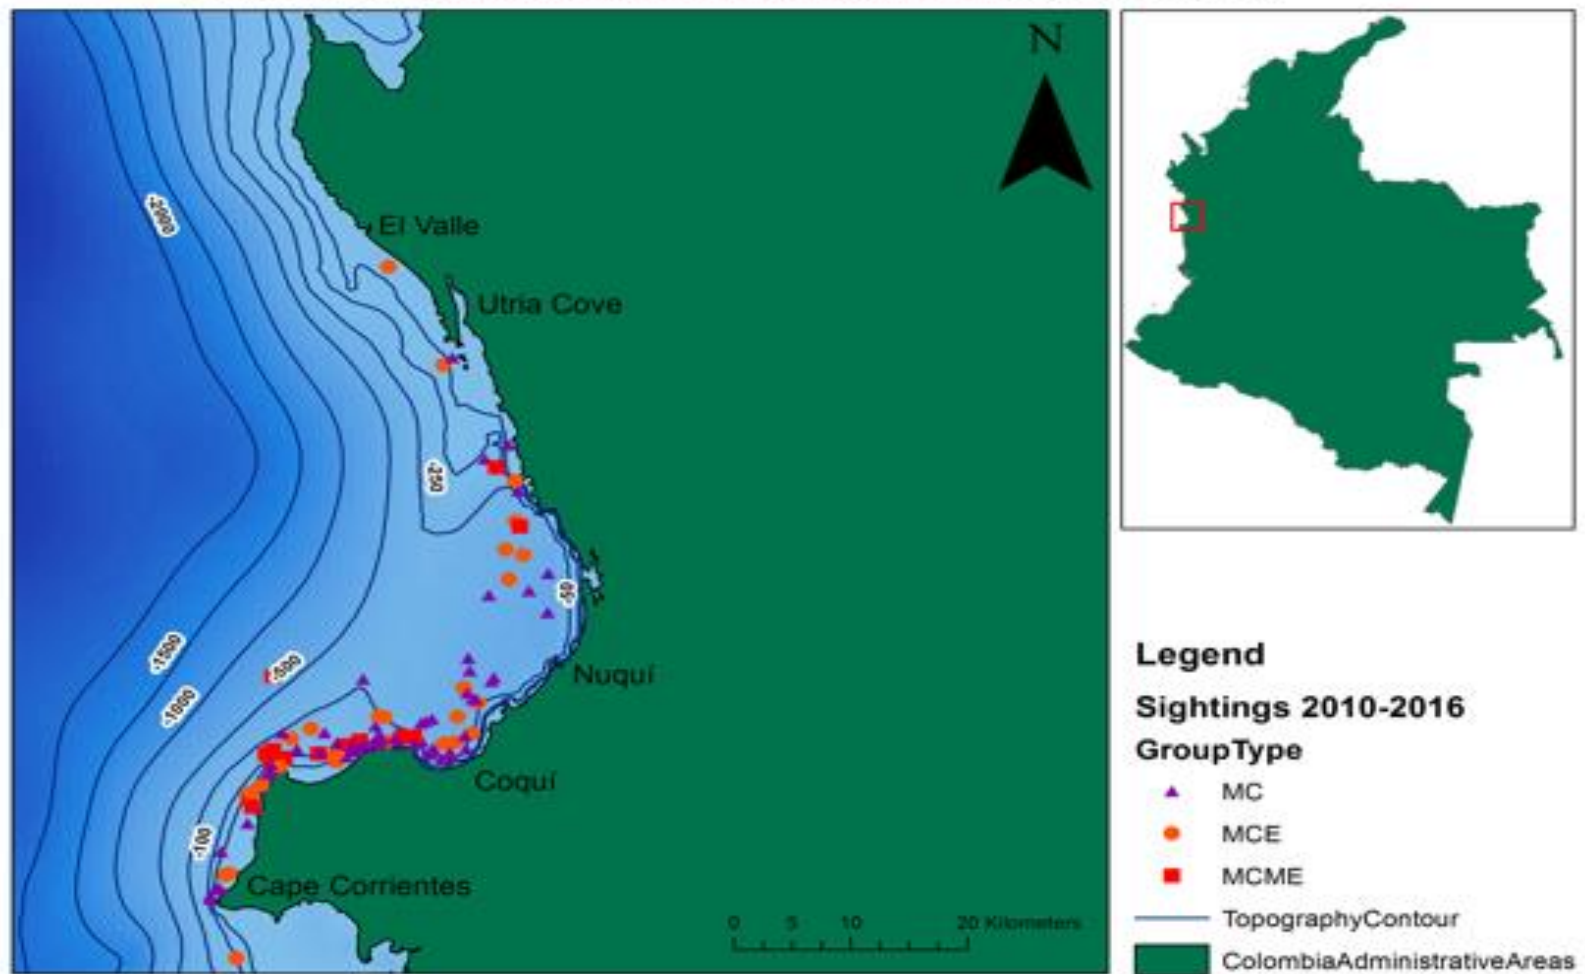 N
-2000
El Valle
Utria Cove
-250
-50
-1500
-500
Nuquí
-1000
Coquí
-100
Cape Corrientes
0 5 10 20 Kilometers
Legend
Sightings 2010-2016
GroupType
MC
MCE
MCME
TopographyContour
ColombiaAdministrativeAreas